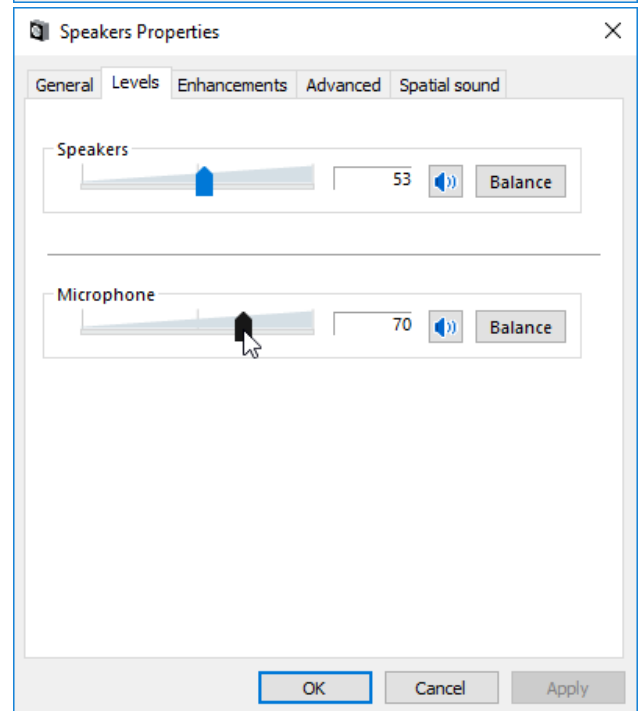 Speakers Properties
General Levels Enhancements Advanced Spatial sound
Speakers
53 Balance
Microphone
70 Balance
OK Cancel Apply